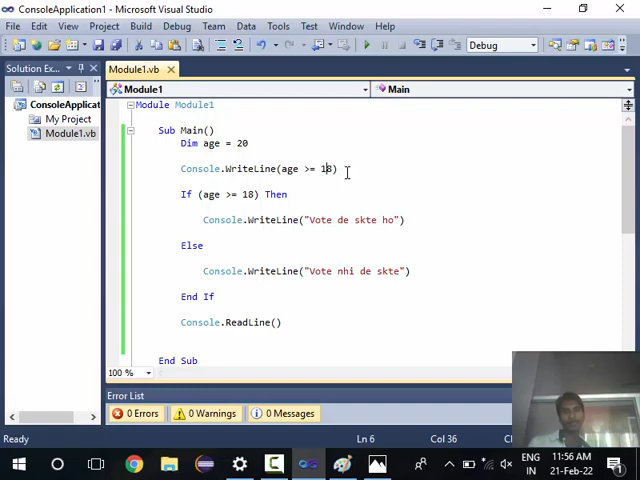 ConsoleApplication1 - Microsoft Visual Studio
File Edit View Project Build Debug Team Data Tools Test Window Help
Debug
Solution Ex...
Module1.vb
Module1
Main
ConsoleApplicat
My Project
Module1.vb
Module Module1
Sub Main()
Dim age = 20
Console.WriteLine(age >= 18)
If (age >= 18) Then
Console.WriteLine("Vote de skte ho")
Else
Console.WriteLine("Vote nhi de skte")
End If
Console.ReadLine()
End Sub
100 %
Error List
0 Errors
0 Warnings
0 Messages
Ready
Ln 6
Col 36
ENG
IN
11:56 AM
21-Feb-22